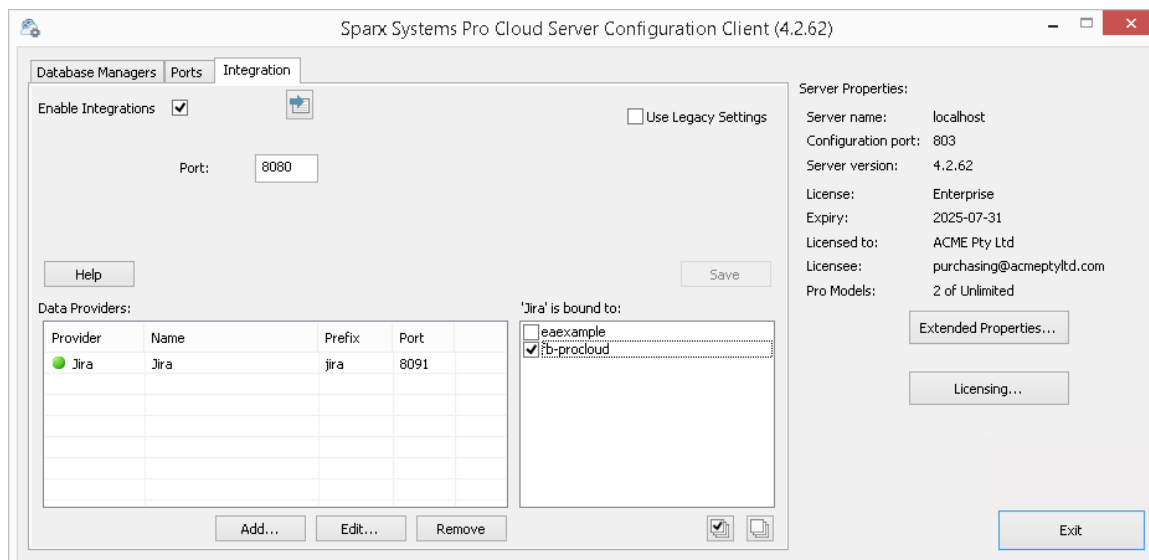 Sparx Systems Pro Cloud Server Configuration Client (4.2.62)
Database Managers Ports Integration
Enable Integrations
Use Legacy Settings
Port: 8080
Help Save
Data Providers:
Provider Name Prefix Port
Jira Jira jira 8091
Add... Edit... Remove
'Jira' is bound to:
eaexample
fb-procloud
Server Properties:
Server name: localhost
Configuration port: 803
Server version: 4.2.62
License: Enterprise
Expiry: 2025-07-31
Licensed to: ACME Pty Ltd
Licensee: purchasing@acmeptyltd.com
Pro Models: 2 of Unlimited
Extended Properties...
Licensing...
Exit